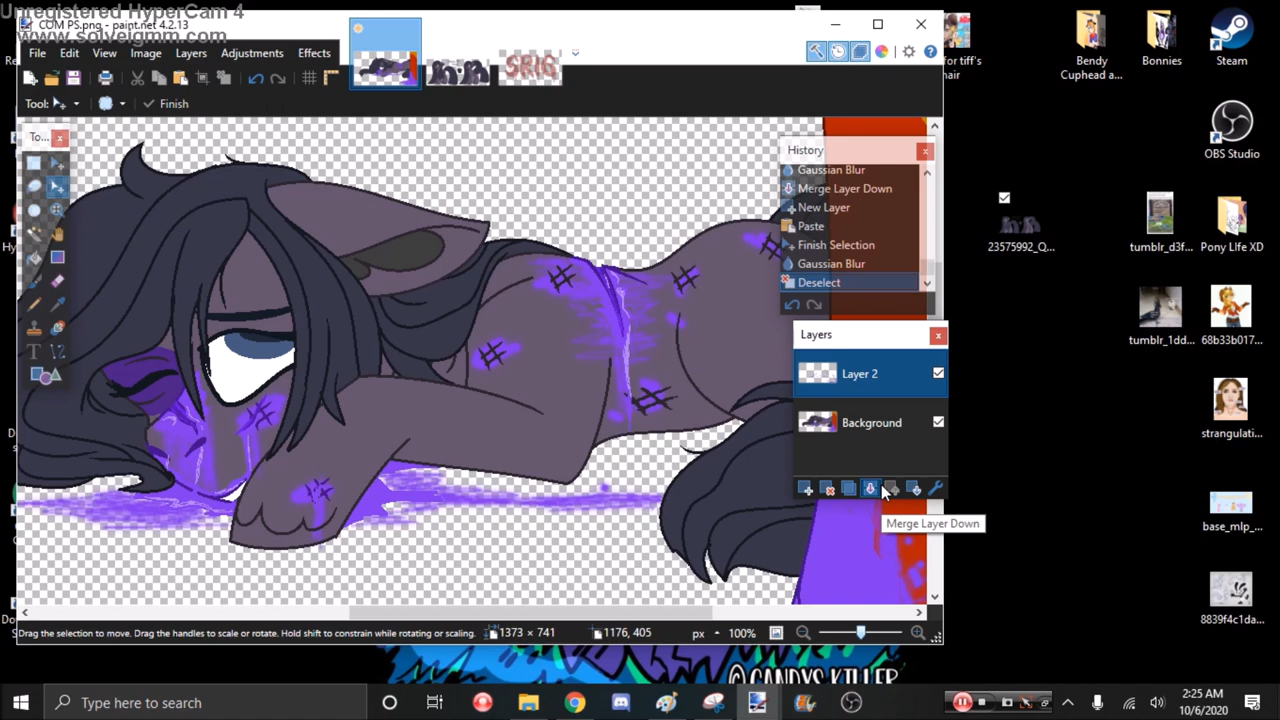 Unregistered HyperCam 4
COM PS.png - paint.net 4.2.13
www.solveigmm.com
File Edit View Image Layers Adjustments Effects
Tool:
Finish
To...
SR16
History
Gaussian Blur
Merge Layer Down
New Layer
Paste
Finish Selection
Gaussian Blur
Deselect
Layers
Layer 2
Background
Merge Layer Down
Drag the selection to move. Drag the handles to scale or rotate. Hold shift to constrain while rotating or scaling.
1373 × 741
1176, 405
px
100%
for tiff's
hair
Bendy
Cuphead a...
Bonnies
Steam
OBS Studio
23575992_Q...
tumblr_d3f...
Pony LIfe XD
tumblr_1dd...
68b33b017...
strangulati...
base_mlp_...
8839f4c1da...
© CANDYS KILLER
Type here to search
2:25 AM
10/6/2020